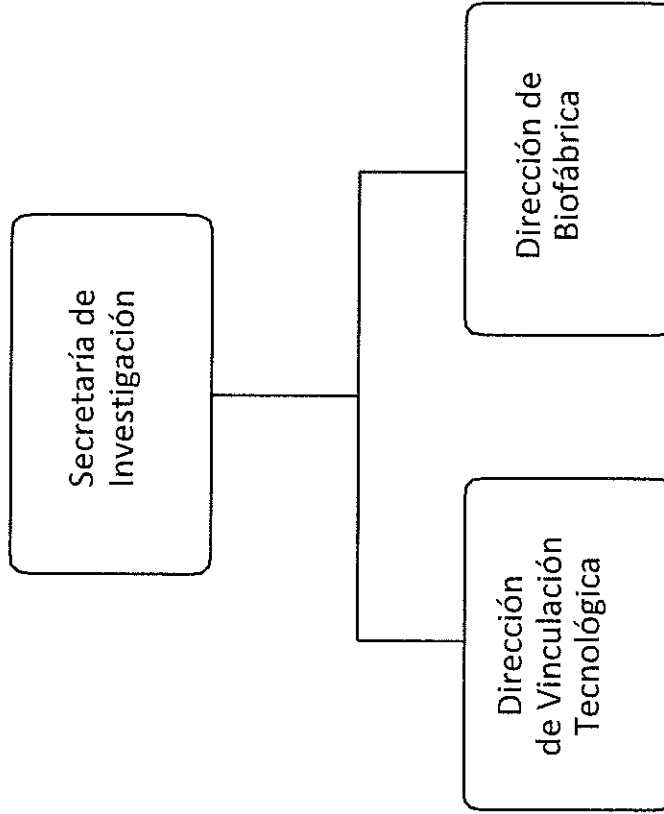 Secretaría de
Investigación
Dirección
de Vinculación
Tecnológica
Dirección de
Biofábrica